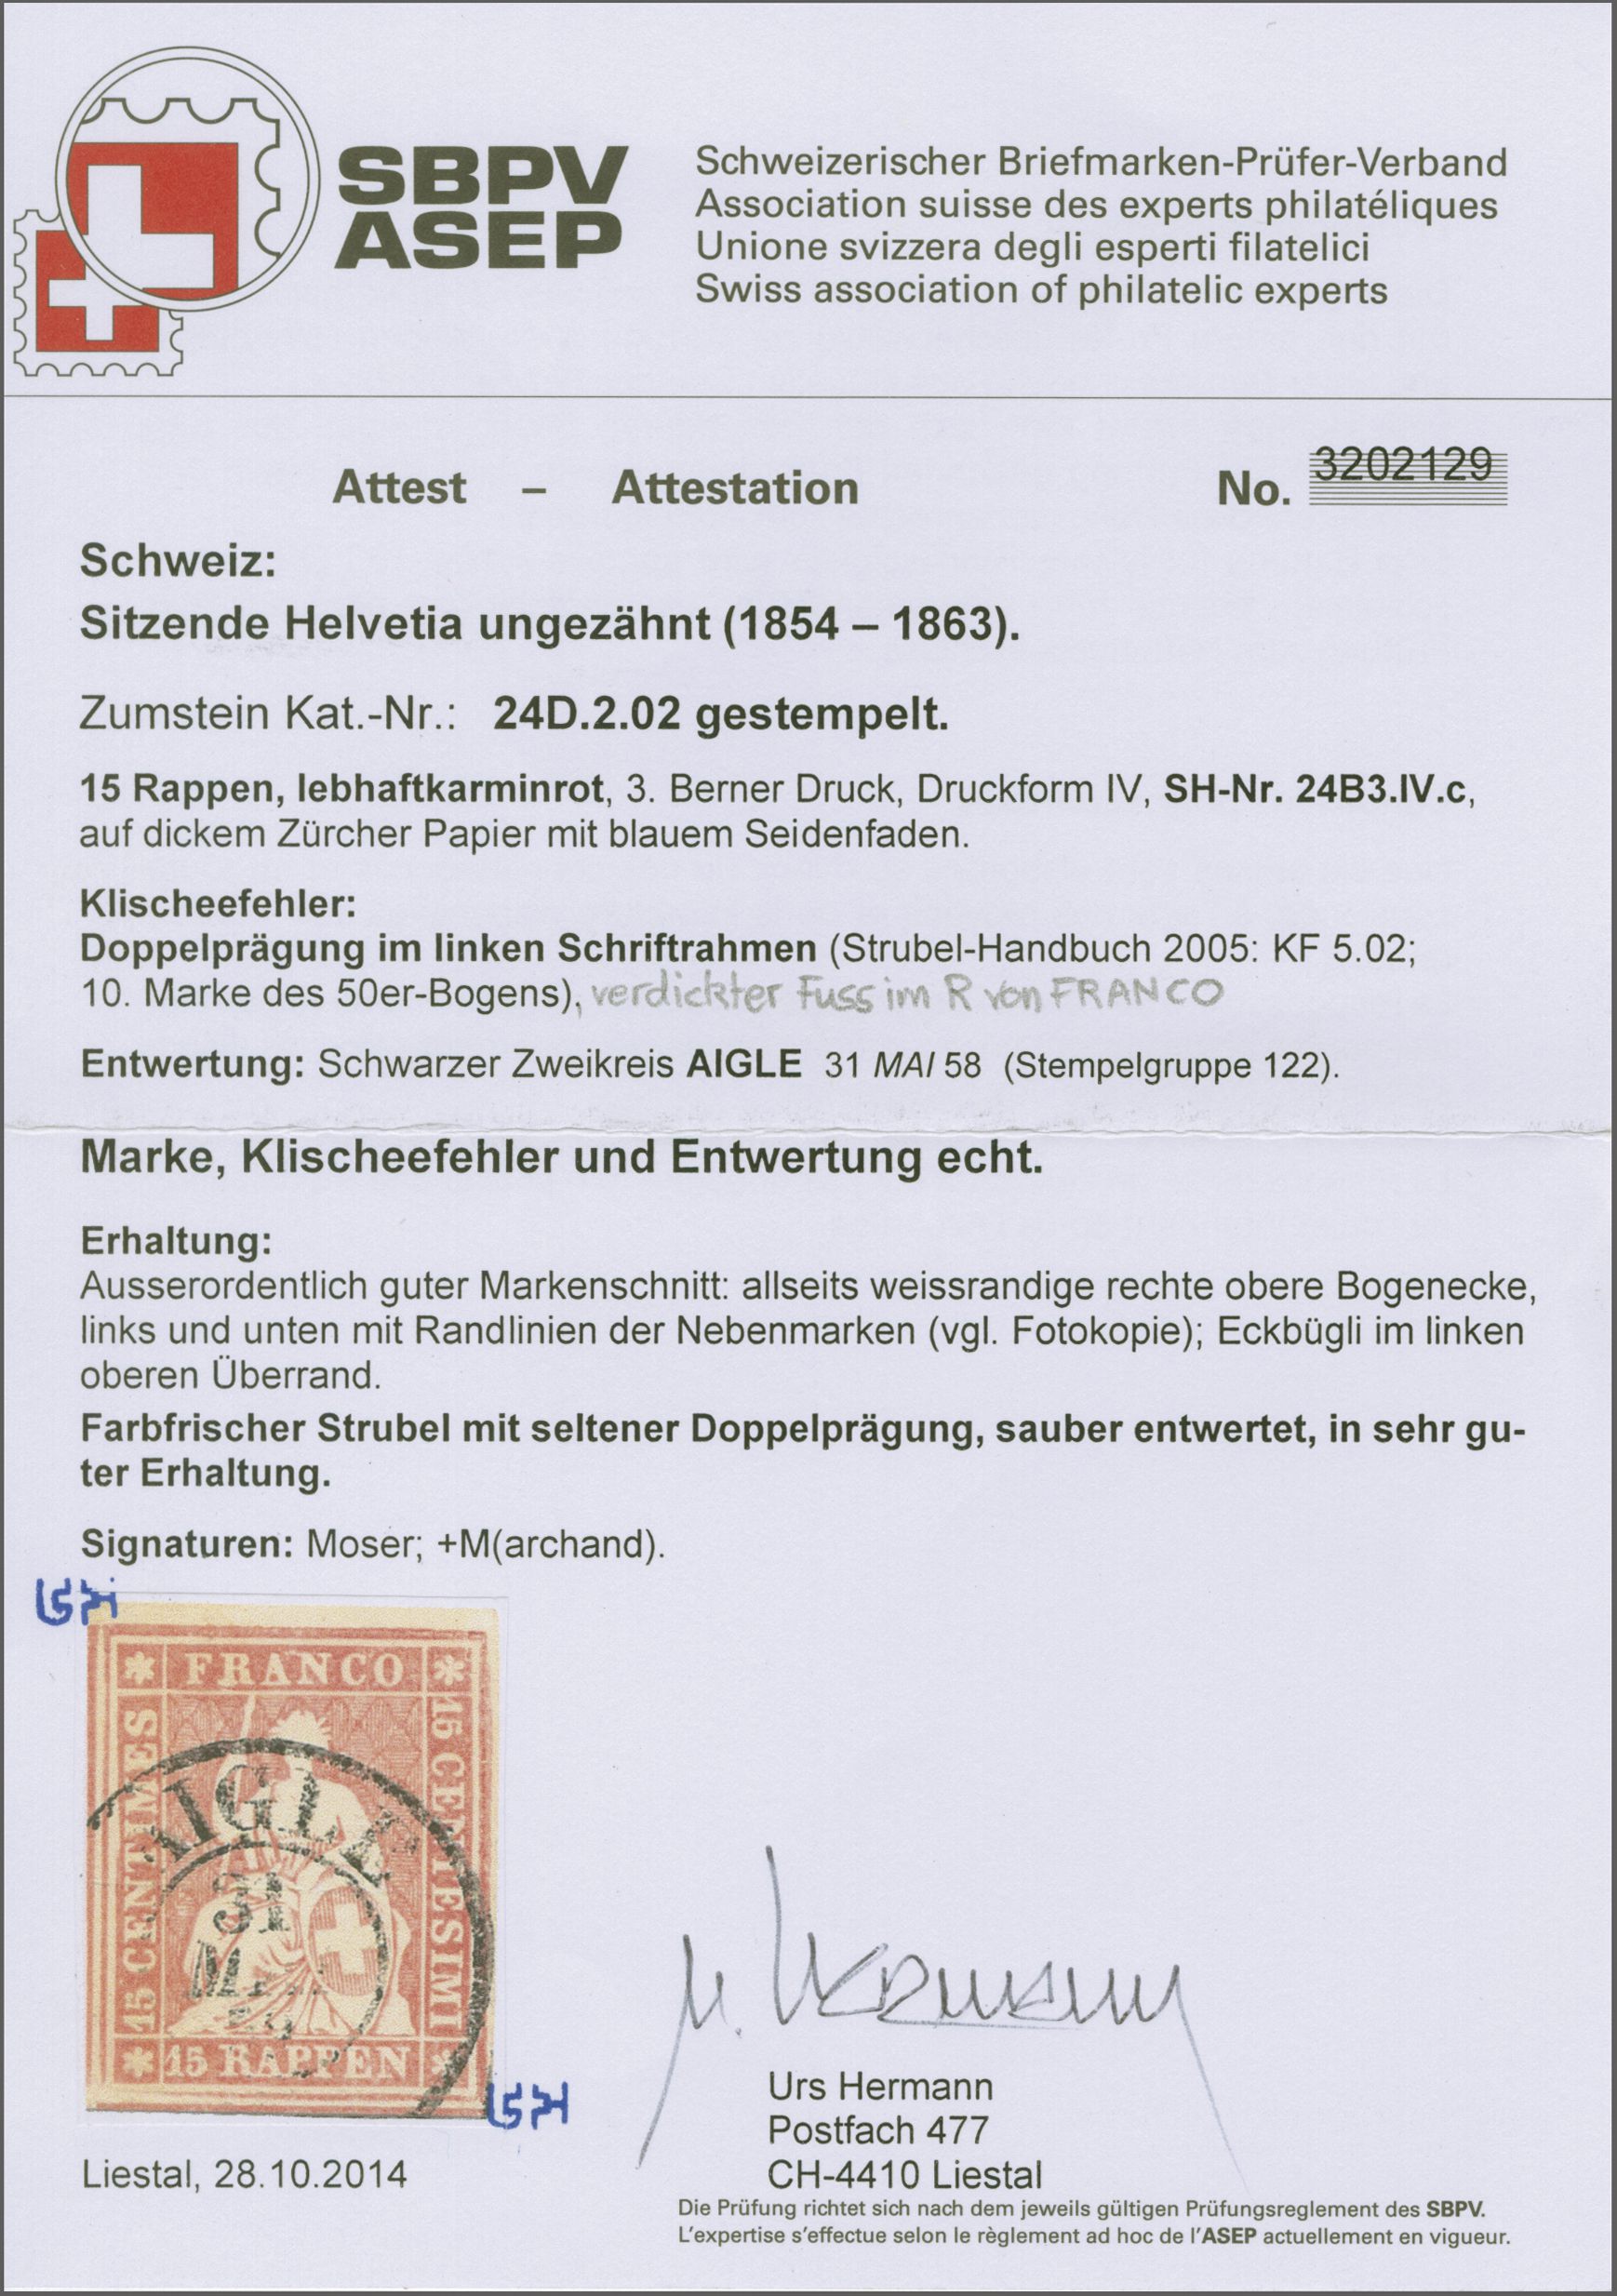 SBPV
ASEP
Schweizerischer Briefmarken-Prüfer-Verband
Association suisse des experts philatéliques
Unione svizzera degli esperti filatelici
Swiss association of philatelic experts
Attest – Attestation No. 3202129
Schweiz:
Sitzende Helvetia ungezähnt (1854 – 1863).
Zumstein Kat.-Nr.: 24D.2.02 gestempelt.
15 Rappen, lebhaftkarminrot, 3. Berner Druck, Druckform IV, SH-Nr. 24B3.IV.c,
auf dickem Zürcher Papier mit blauem Seidenfaden.
Klischeefehler:
Doppelprägung im linken Schriftrahmen (Strubel-Handbuch 2005: KF 5.02;
10. Marke des 50er-Bogens), verdickter Fuss im R von FRANCO
Entwertung: Schwarzer Zweikreis AIGLE 31 MAI 58 (Stempelgruppe 122).
Marke, Klischeefehler und Entwertung echt.
Erhaltung:
Ausserordentlich guter Markenschnitt: allseits weissrandige rechte obere Bogenecke,
links und unten mit Randlinien der Nebenmarken (vgl. Fotokopie); Eckbügli im linken
oberen Überrand.
Farbfrischer Strubel mit seltener Doppelprägung, sauber entwertet, in sehr gu-
ter Erhaltung.
Signaturen: Moser; +M(archand).
FRANCO
15 CENTIMES
15 CENTESIMI
AIGLE
31
15 RAPPEN
Urs Hermann
Postfach 477
CH-4410 Liestal
Liestal, 28.10.2014
Die Prüfung richtet sich nach dem jeweils gültigen Prüfungsreglement des SBPV.
L'expertise s'effectue selon le règlement ad hoc de l'ASEP actuellement en vigueur.